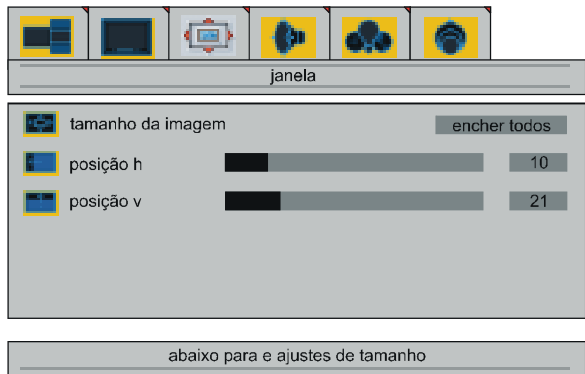 janela
tamanho da imagem encher todos
posição h 10
posição v 21
abaixo para e ajustes de tamanho